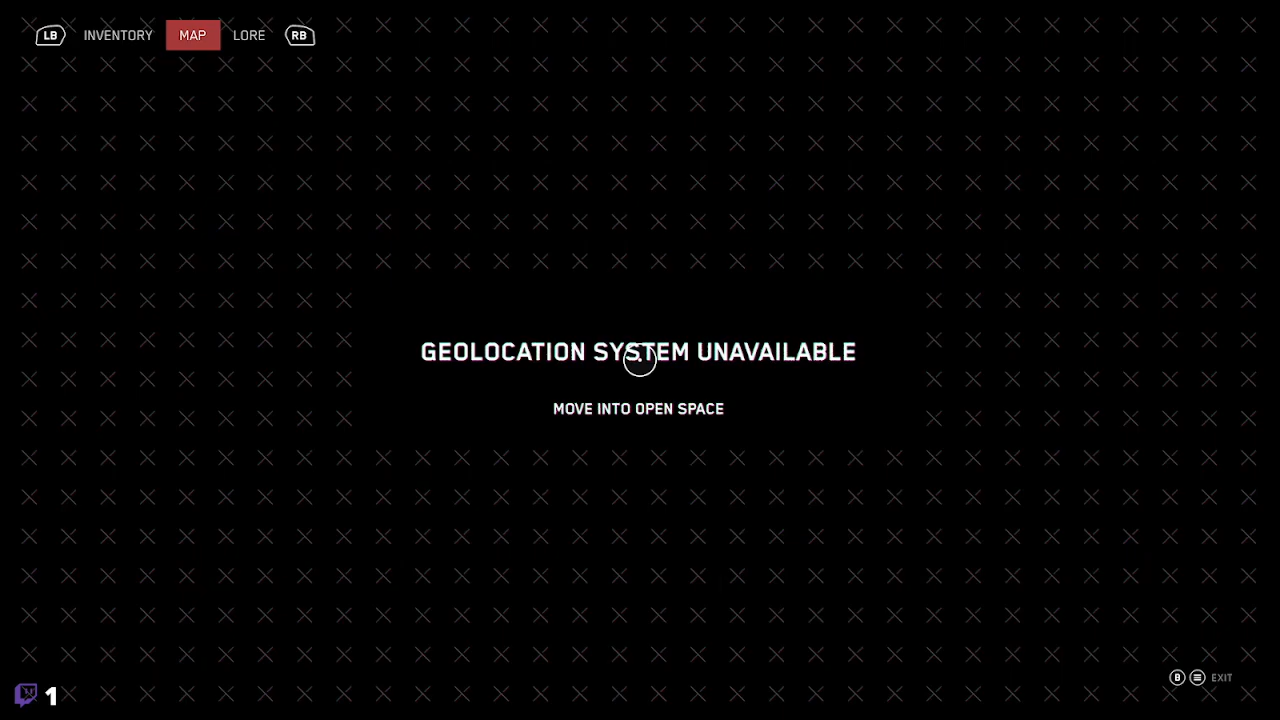 LB INVENTORY MAP LORE RB
GEOLOCATION SYSTEM UNAVAILABLE
MOVE INTO OPEN SPACE
B EXIT
1